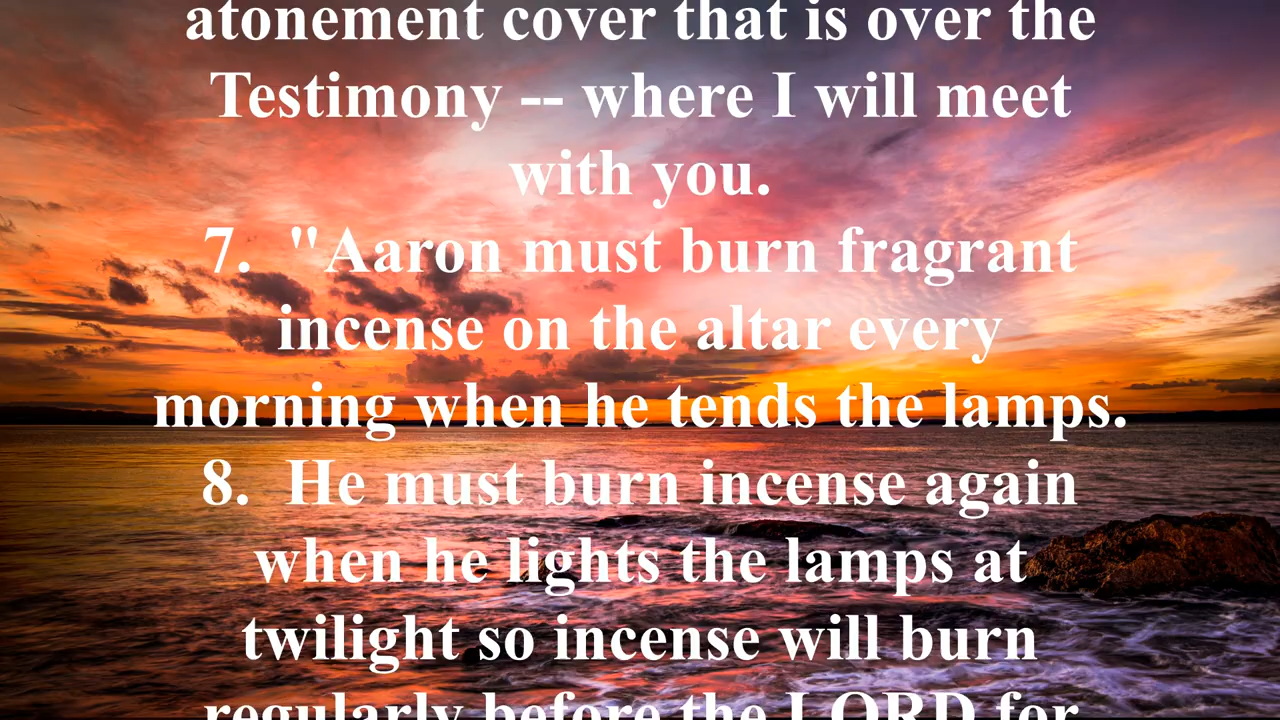 atonement cover that is over the
Testimony -- where I will meet
with you.
7. "Aaron must burn fragrant
incense on the altar every
morning when he tends the lamps.
8. He must burn incense again
when he lights the lamps at
twilight so incense will burn
regularly before the LORD for